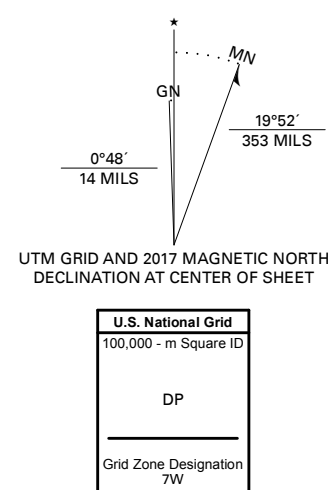 ★
MN
GN
19°52´
353 MILS
0°48´
14 MILS
UTM GRID AND 2017 MAGNETIC NORTH
DECLINATION AT CENTER OF SHEET
U.S. National Grid
100,000 - m Square ID
DP
Grid Zone Designation
7W